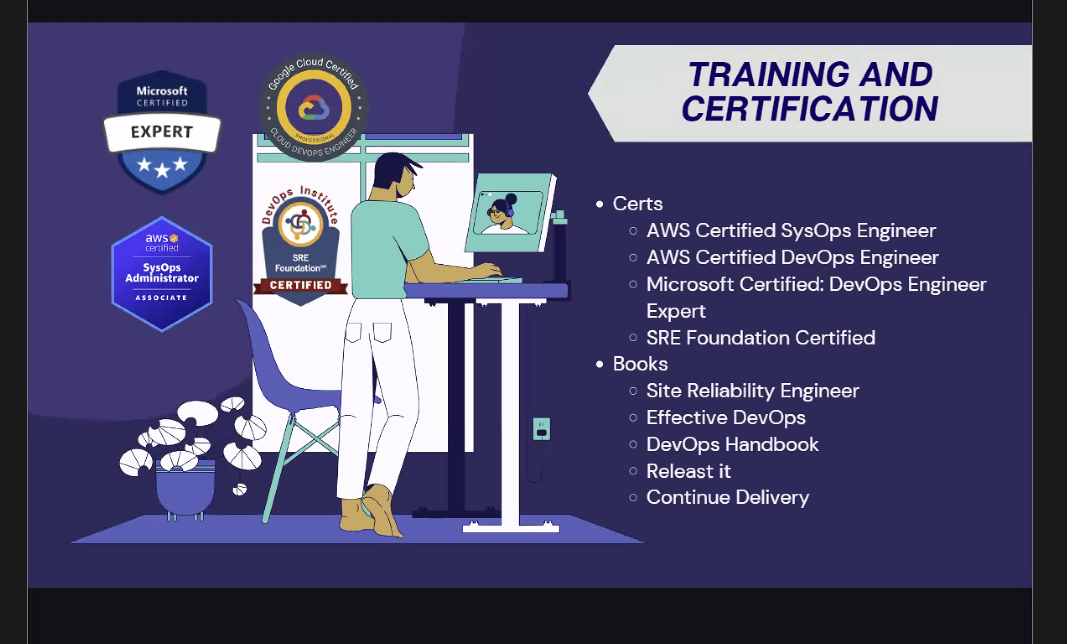 Microsoft
CERTIFIED
EXPERT
Google Cloud Certified
PROFESSIONAL
CLOUD DEVOPS ENGINEER
DevOps Institute
SRE
Foundation℠
CERTIFIED
aws
certified
SysOps
Administrator
ASSOCIATE
TRAINING AND
CERTIFICATION
• Certs
○ AWS Certified SysOps Engineer
○ AWS Certified DevOps Engineer
○ Microsoft Certified: DevOps Engineer
Expert
○ SRE Foundation Certified
• Books
○ Site Reliability Engineer
○ Effective DevOps
○ DevOps Handbook
○ Releast it
○ Continue Delivery